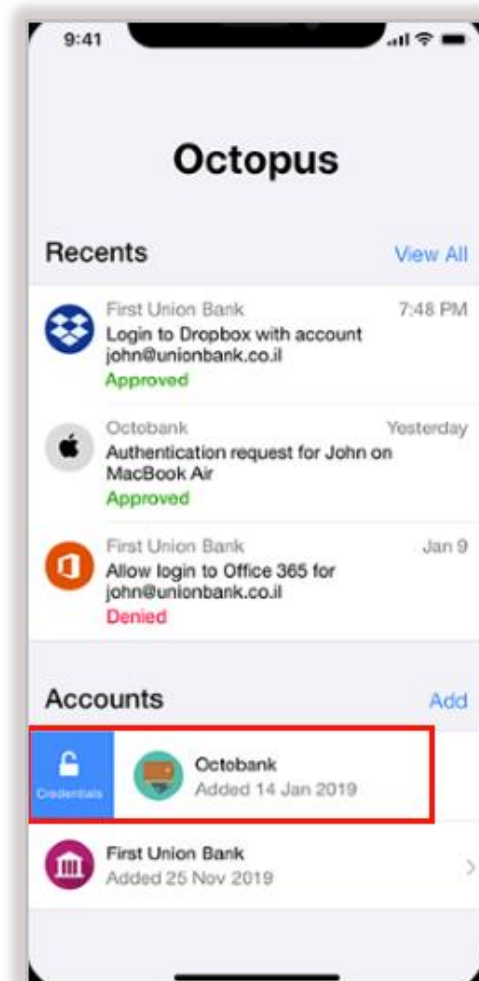 9:41
Octopus
Recents View All
First Union Bank 7:48 PM
Login to Dropbox with account
john@unionbank.co.il
Approved
Octobank Yesterday
Authentication request for John on
MacBook Air
Approved
First Union Bank Jan 9
Allow login to Office 365 for
john@unionbank.co.il
Denied
Accounts Add
Credentials
Octobank
Added 14 Jan 2019
First Union Bank
Added 25 Nov 2019